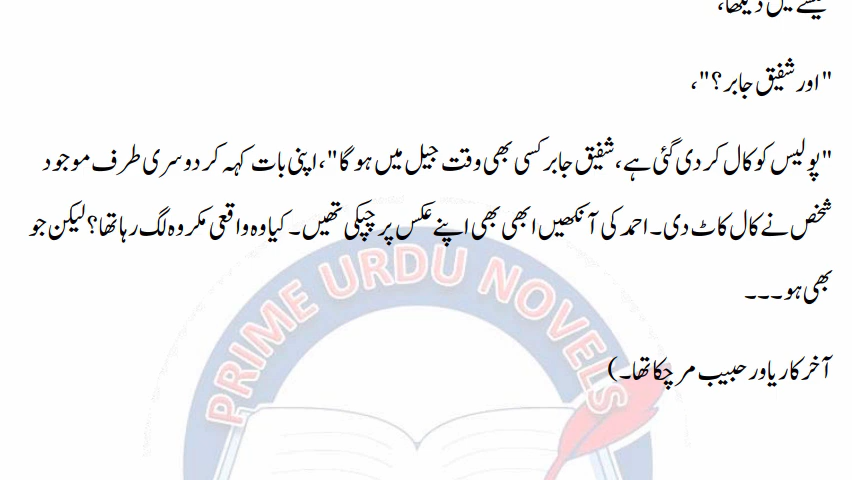 میں دیکھا،
"اور شفیق جابر؟"،
"پولیس کو کال کر دی گئی ہے، شفیق جابر کسی بھی وقت جیل میں ہو گا"، اپنی بات کہہ کر دوسری طرف موجود
شخص نے کال کاٹ دی۔ احمد کی آنکھیں ابھی بھی اپنے عکس پر چپکی تھیں۔ کیا وہ واقعی مکروہ لگ رہا تھا؟ لیکن جو
بھی ہو۔۔۔
آخر کار یاور حبیب مر چکا تھا۔)
PRIME URDU NOVELS